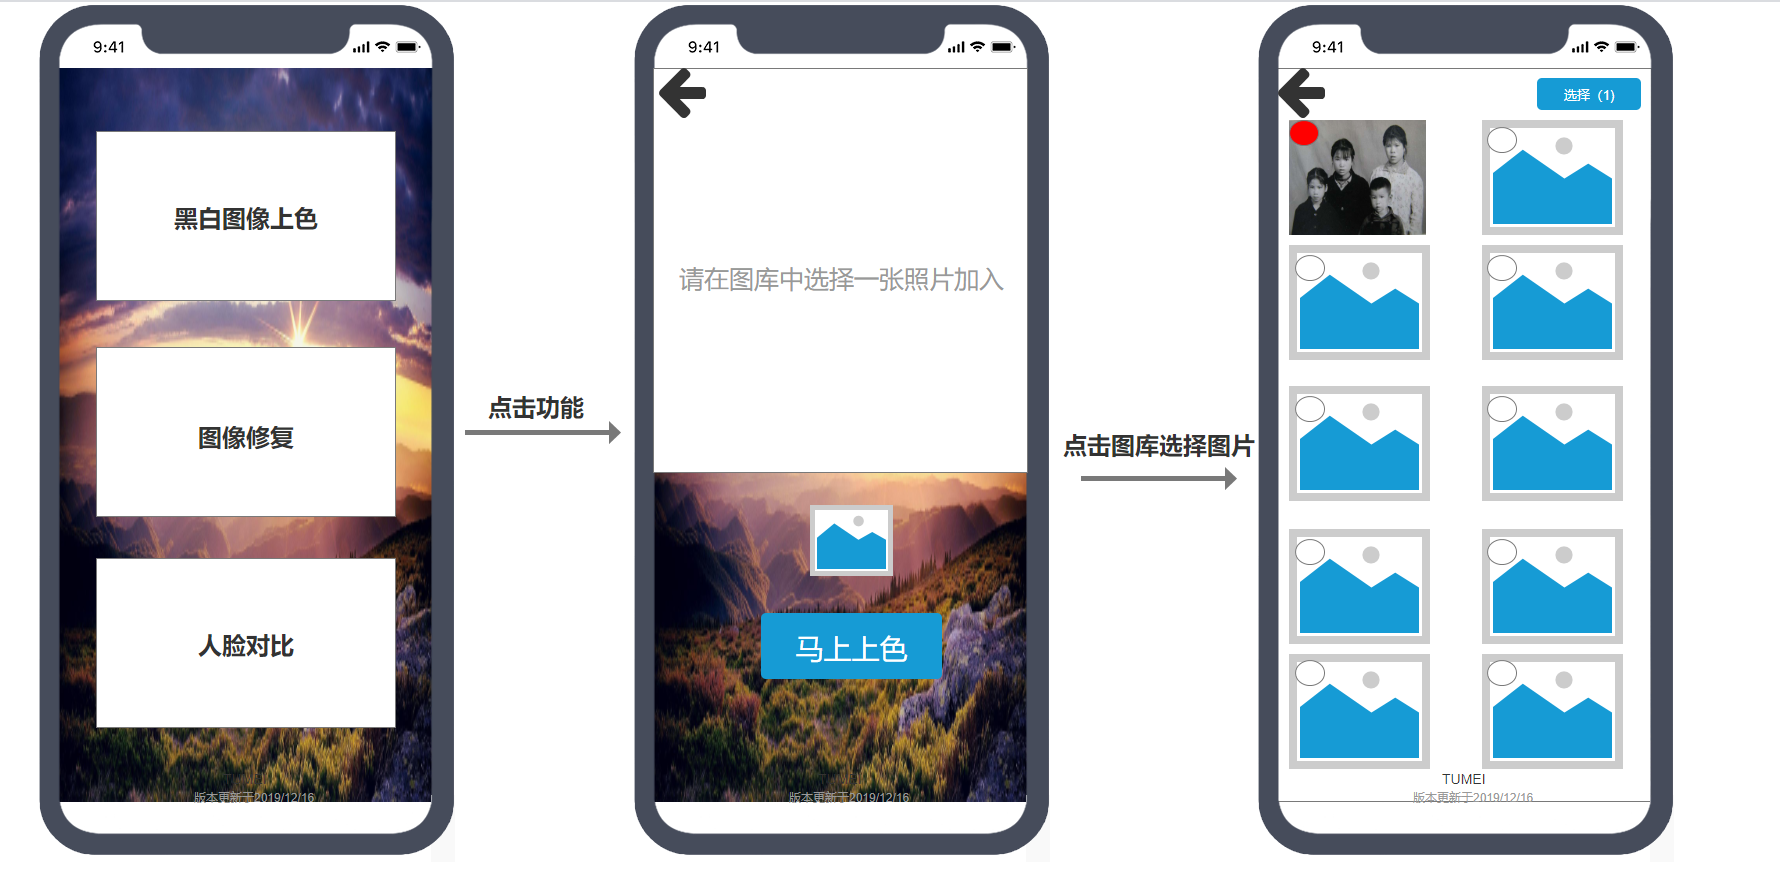 9:41
黑白图像上色
图像修复
人脸对比
版本更新于2019/12/16
点击功能
9:41
请在图库中选择一张照片加入
马上上色
版本更新于2019/12/16
点击图库选择图片
9:41
选择（1）
TUMEI
版本更新于2019/12/16